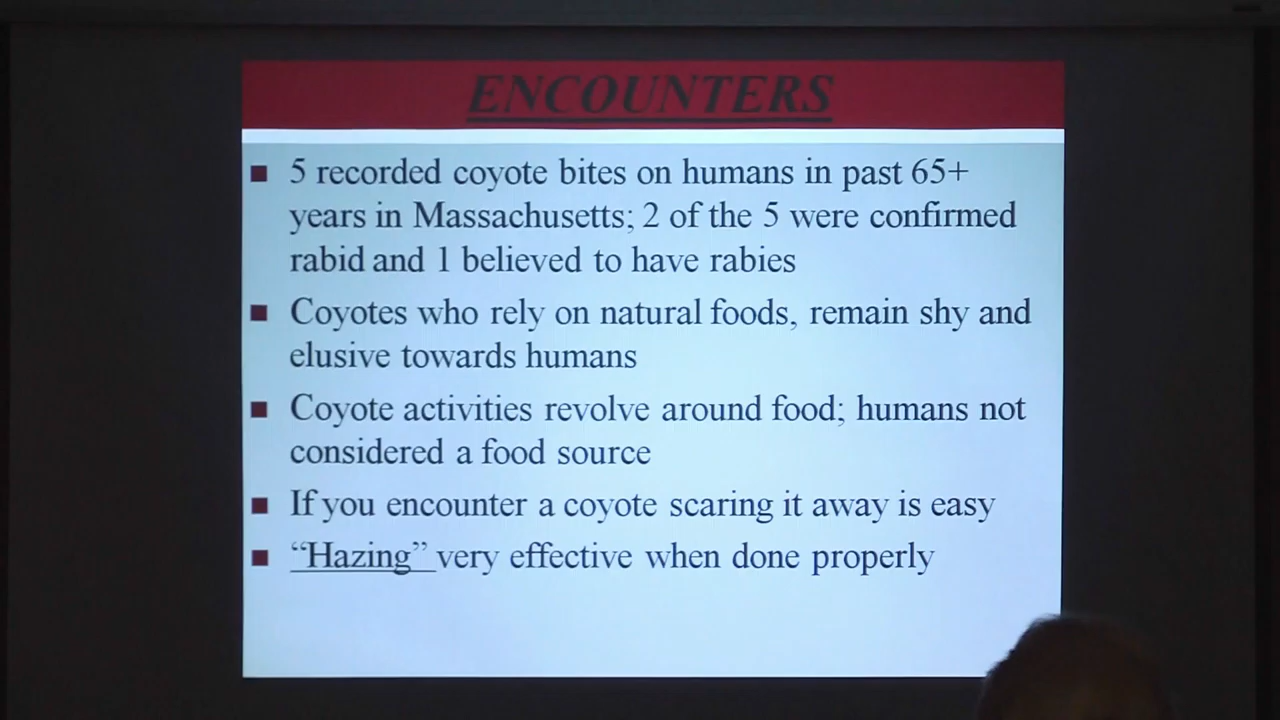 ENCOUNTERS
■ 5 recorded coyote bites on humans in past 65+
years in Massachusetts; 2 of the 5 were confirmed
rabid and 1 believed to have rabies
■ Coyotes who rely on natural foods, remain shy and
elusive towards humans
■ Coyote activities revolve around food; humans not
considered a food source
■ If you encounter a coyote scaring it away is easy
■ “Hazing” very effective when done properly